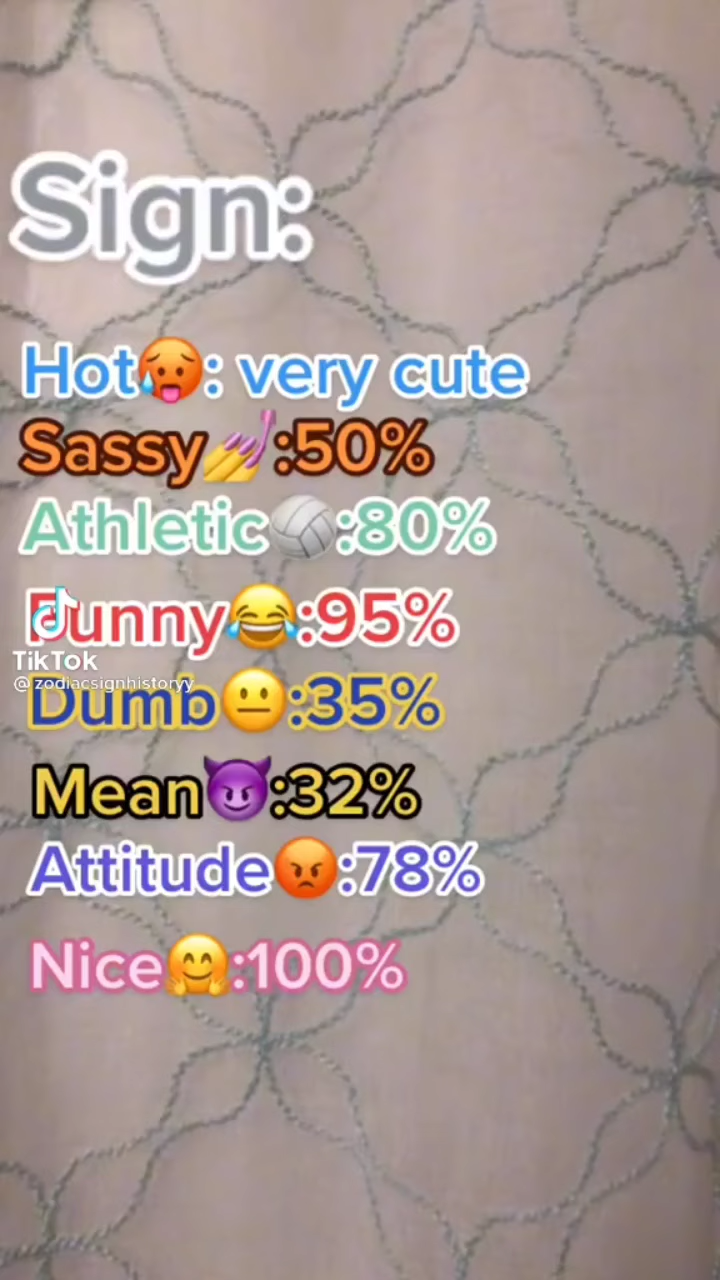 Sign:
Hot🥵: very cute
Sassy💅:50%
Athletic🏐:80%
Funny😂:95%
TikTok
@zodiacsignhistoryy
Dumb😐:35%
Mean😈:32%
Attitude😡:78%
Nice🤗:100%